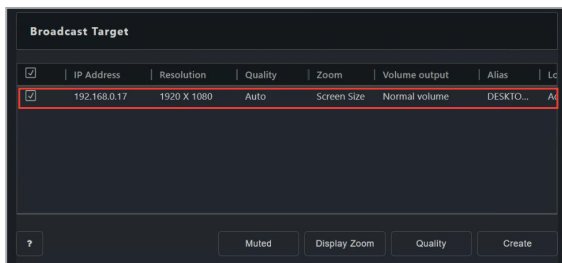 Broadcast Target
IP Address Resolution Quality Zoom Volume output Alias
192.168.0.17 1920 X 1080 Auto Screen Size Normal volume DESKTO...
? Muted Display Zoom Quality Create